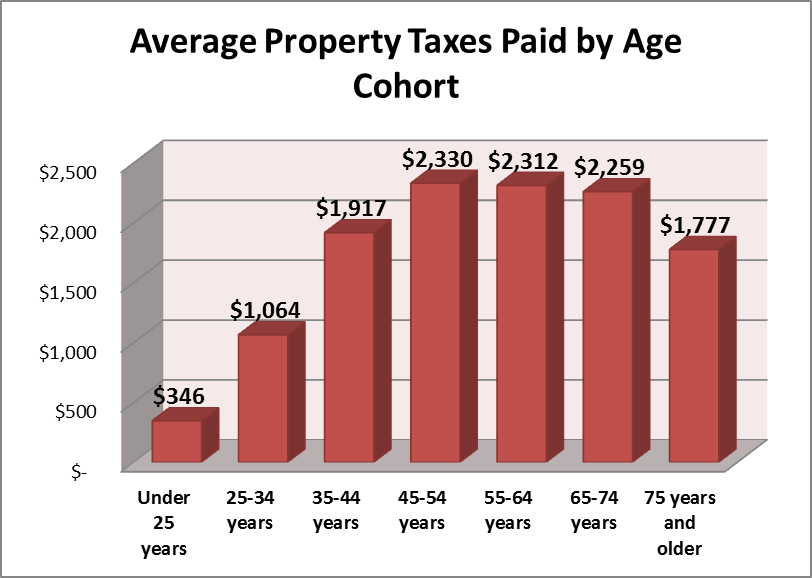 Average Property Taxes Paid by Age
Cohort
$2,500
$2,000
$1,500
$1,000
$500
$-
$346
$1,064
$1,917
$2,330
$2,312
$2,259
$1,777
Under
25
years
25-34
years
35-44
years
45-54
years
55-64
years
65-74
years
75 years
and
older